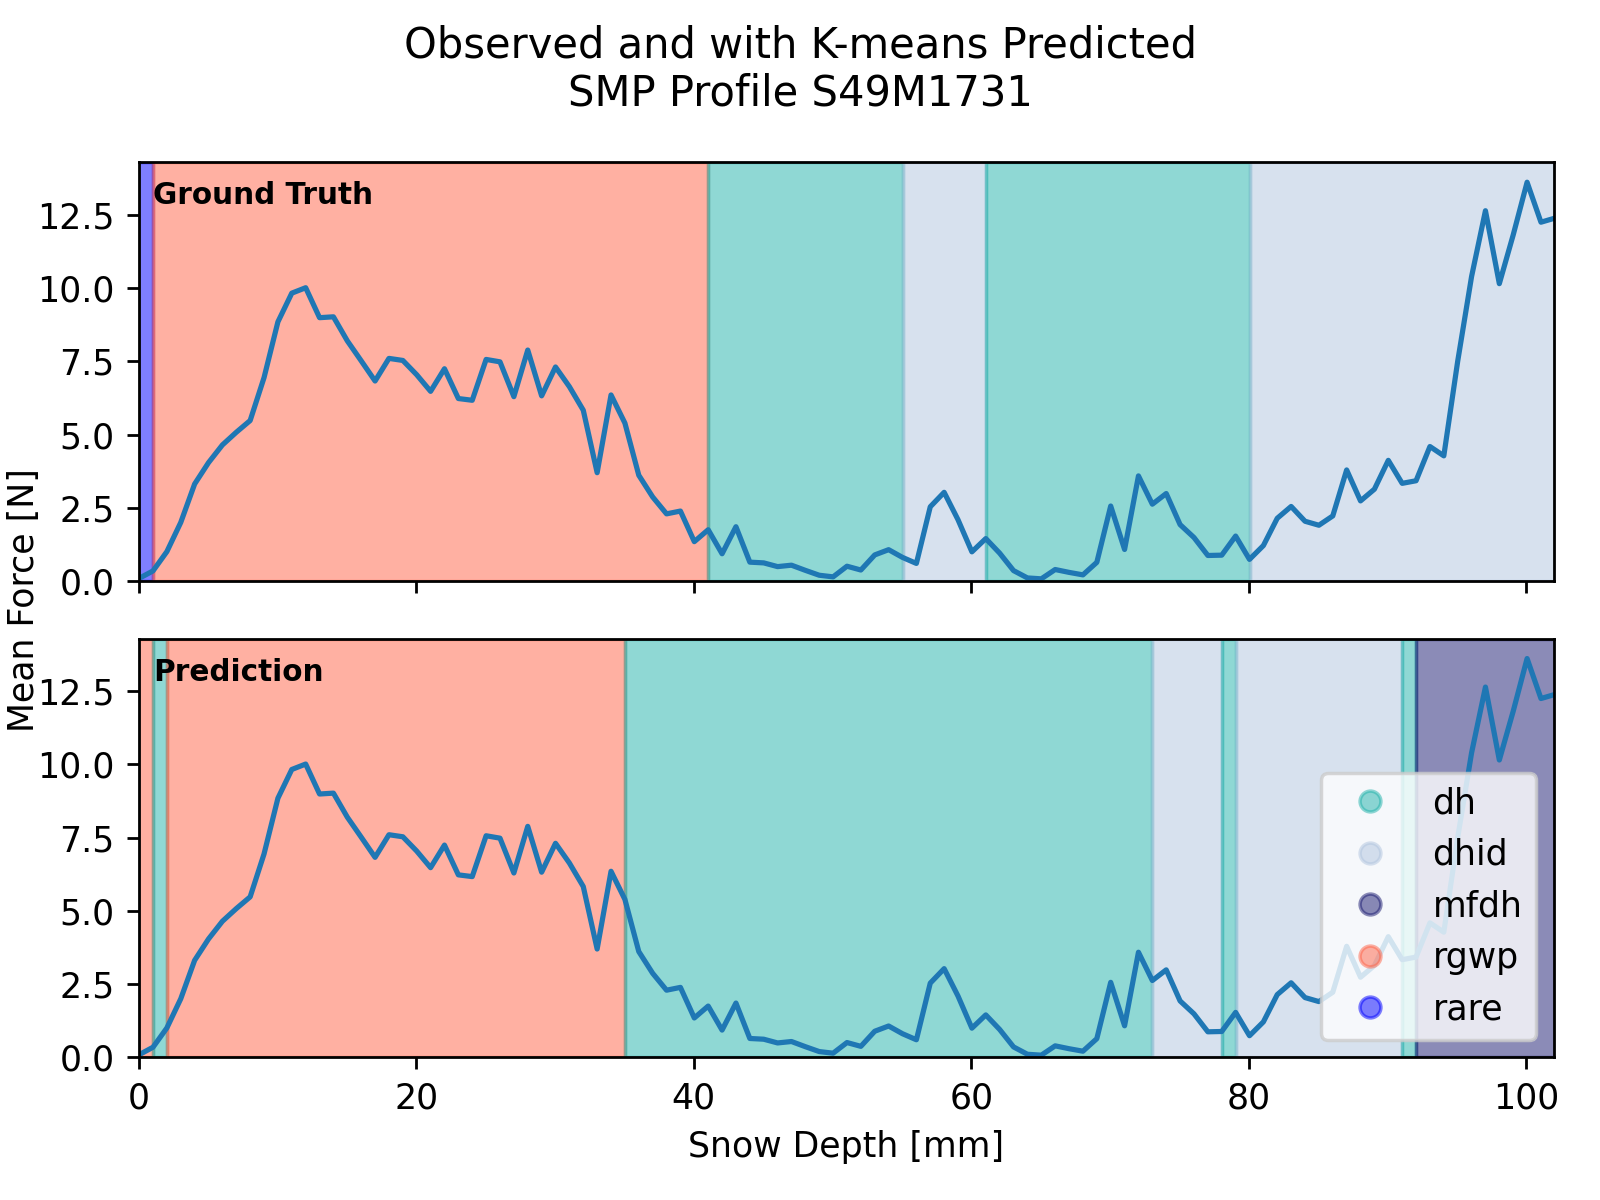 Observed and with K-means Predicted
SMP Profile S49M1731
Ground Truth
12.5
10.0
7.5
5.0
2.5
0.0
Mean Force [N]
Prediction
12.5
10.0
7.5
5.0
2.5
0.0
dh
dhid
mfdh
rgwp
rare
0 20 40 60 80 100
Snow Depth [mm]